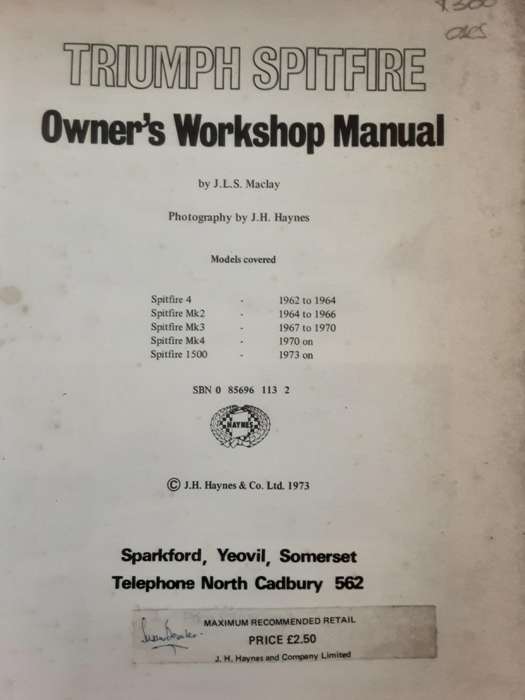 TRIUMPH SPITFIRE
Owner's Workshop Manual
by J.L.S. Maclay
Photography by J.H. Haynes
Models covered
Spitfire 4 - 1962 to 1964
Spitfire Mk2 - 1964 to 1966
Spitfire Mk3 - 1967 to 1970
Spitfire Mk4 - 1970 on
Spitfire 1500 - 1973 on
SBN 0 85696 113 2
HAYNES
© J.H. Haynes & Co. Ltd. 1973
Sparkford, Yeovil, Somerset
Telephone North Cadbury 562
MAXIMUM RECOMMENDED RETAIL
PRICE £2.50
J. H. Haynes and Company Limited